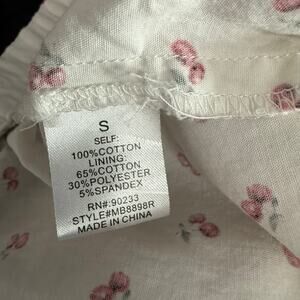 S
SELF:
100%COTTON
LINING:
65%COTTON
30%POLYESTER
5%SPANDEX
RN#:90233
STYLE#MB8898R
MADE IN CHINA